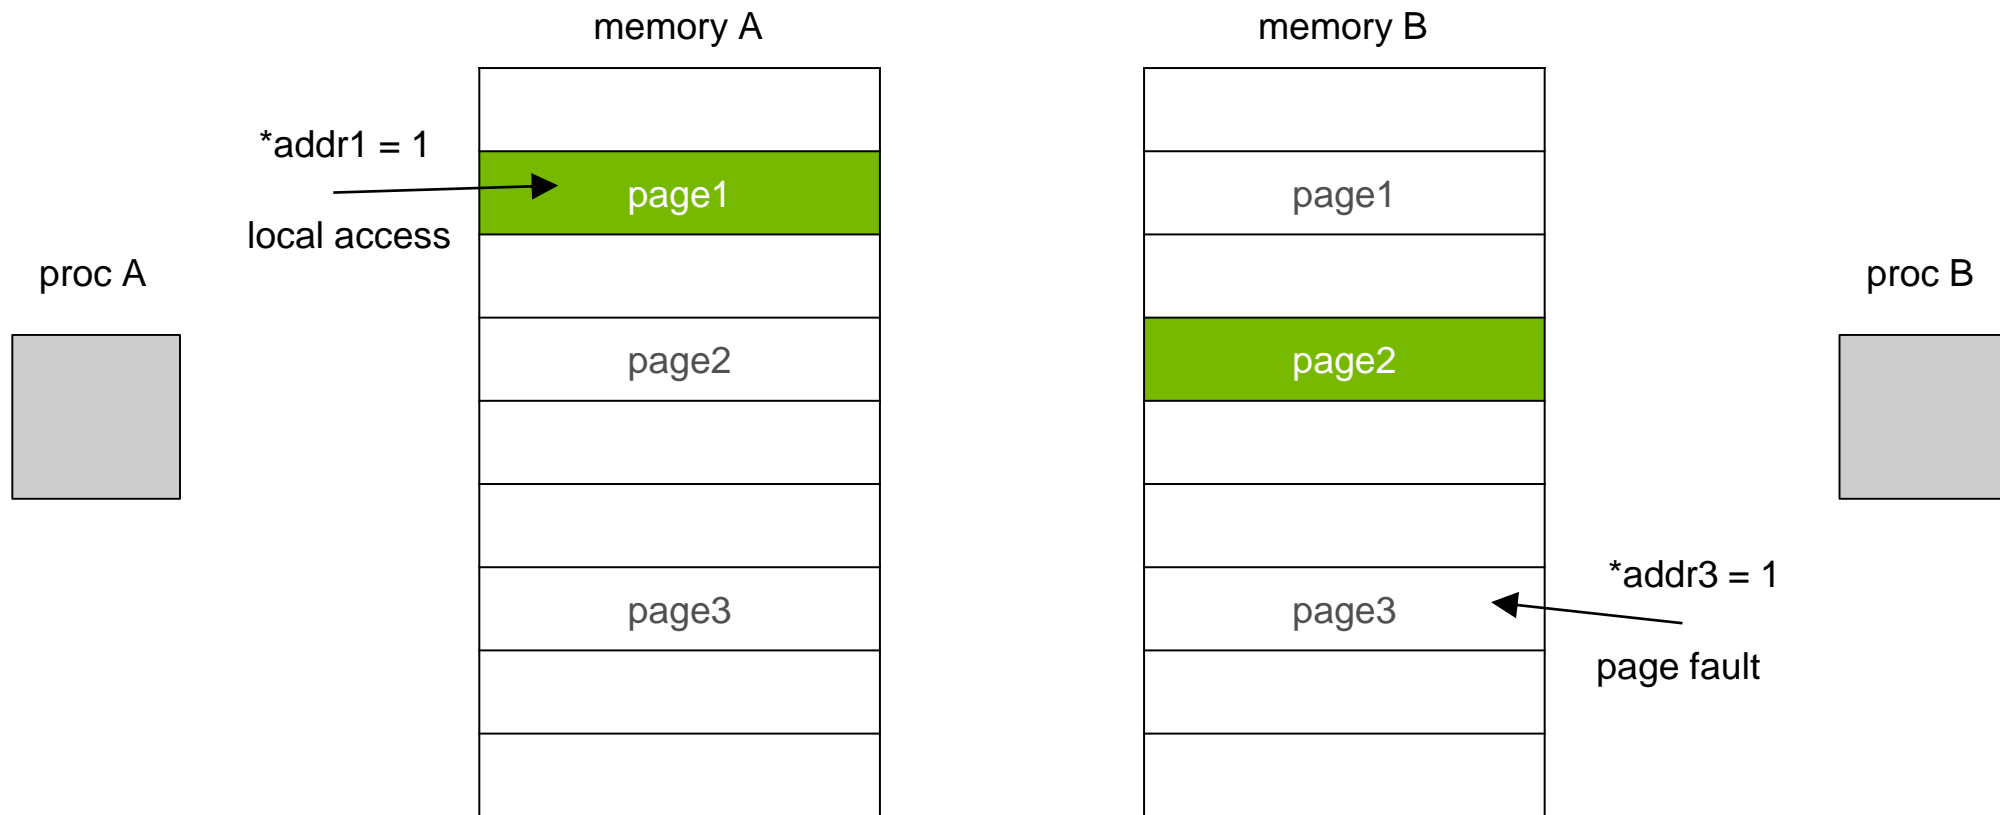 memory A
memory B
*addr1 = 1
page1
page1
local access
proc A
proc B
page2
page2
*addr3 = 1
page3
page3
page fault